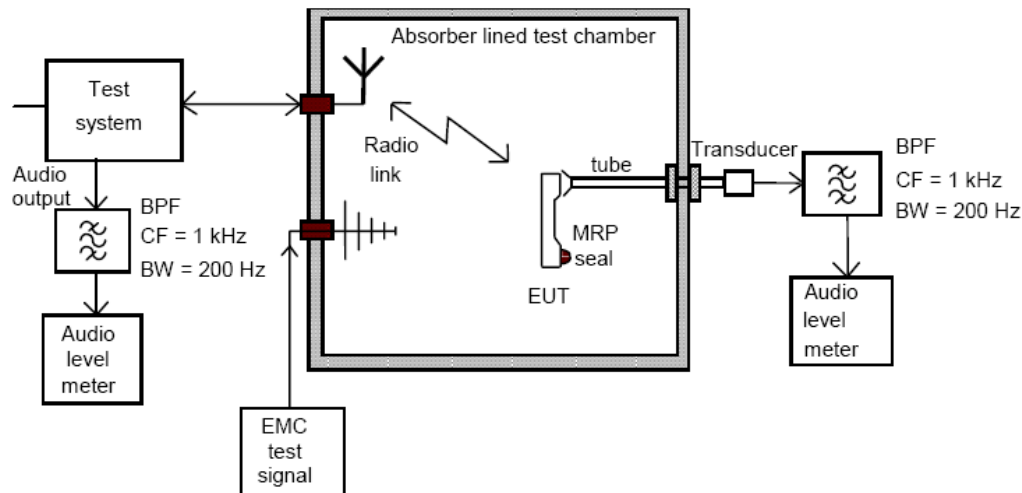 Absorber lined test chamber
Test
system
Radio
link
Audio
output
BPF
CF = 1 kHz
BW = 200 Hz
Audio
level
meter
EMC
test
signal
tube
Transducer
MRP
seal
EUT
BPF
CF = 1 kHz
BW = 200 Hz
Audio
level
meter